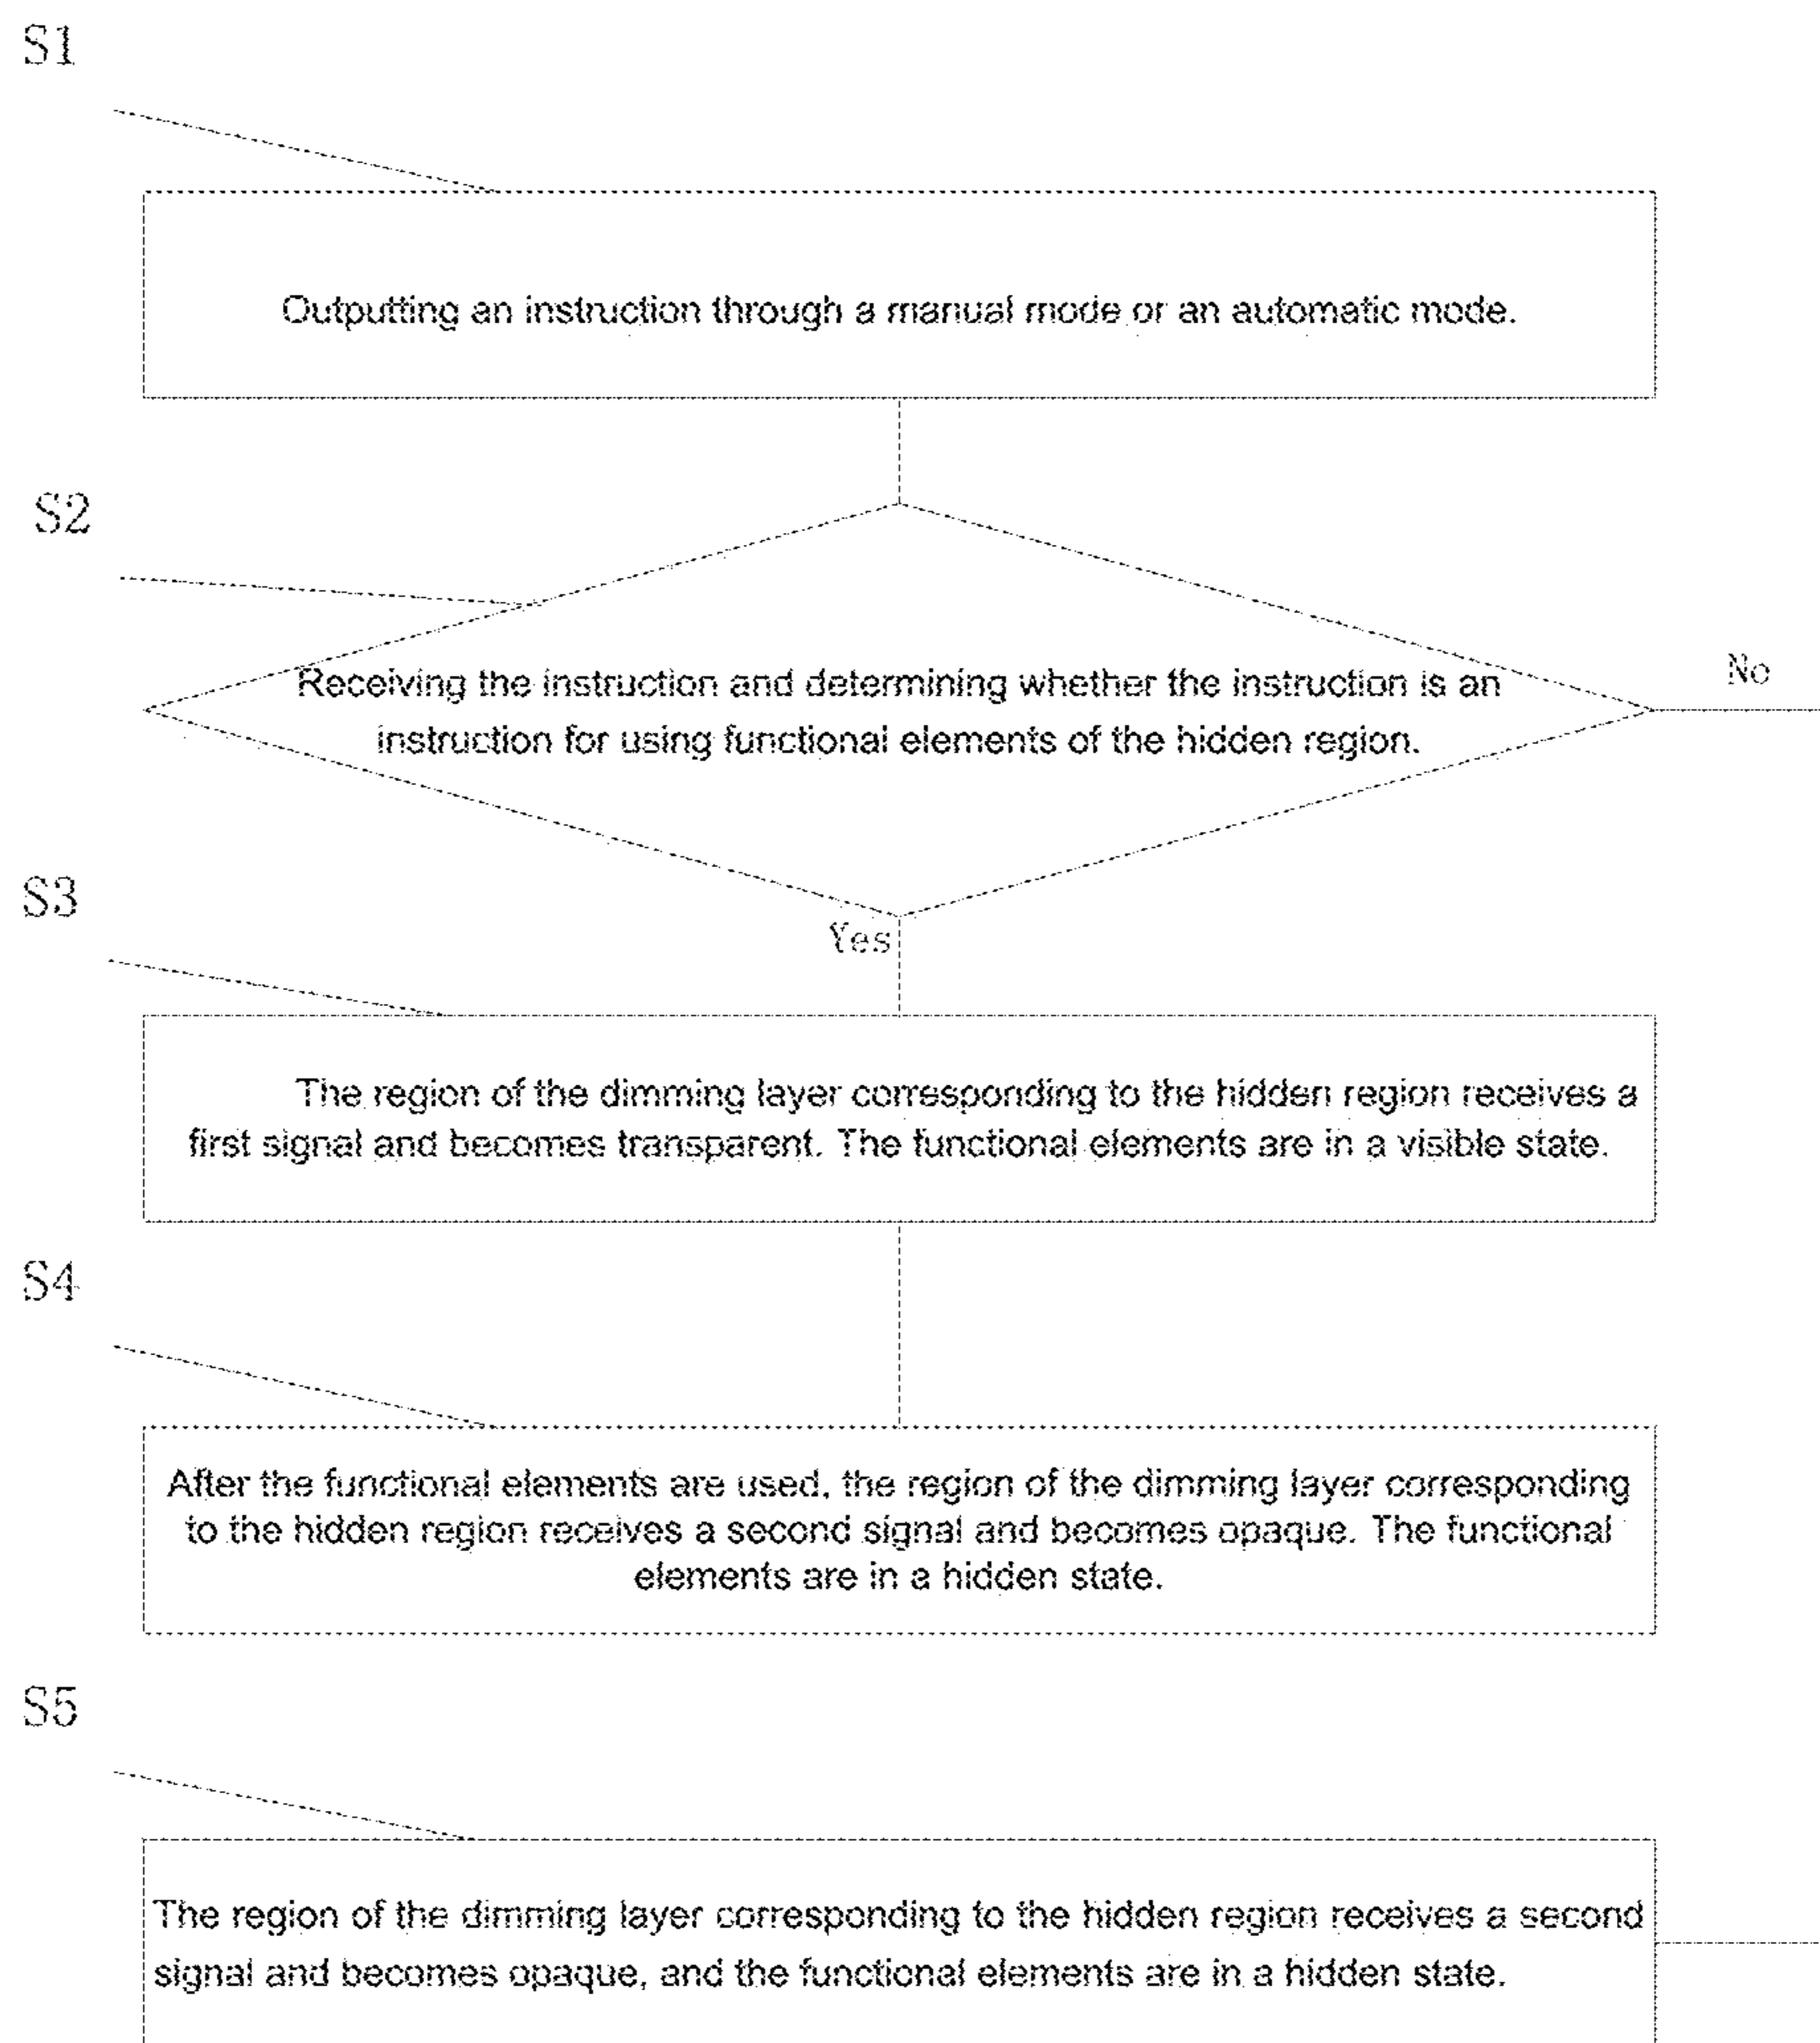 S1
Outputting an instruction through a manual mode or an automatic mode.
S2
Receiving the instruction and determining whether the instruction is an
instruction for using functional elements of the hidden region.
No
Yes
S3
The region of the dimming layer corresponding to the hidden region receives a
first signal and becomes transparent. The functional elements are in a visible state.
S4
After the functional elements are used, the region of the dimming layer corresponding
to the hidden region receives a second signal and becomes opaque. The functional
elements are in a hidden state.
S5
The region of the dimming layer corresponding to the hidden region receives a second
signal and becomes opaque, and the functional elements are in a hidden state.